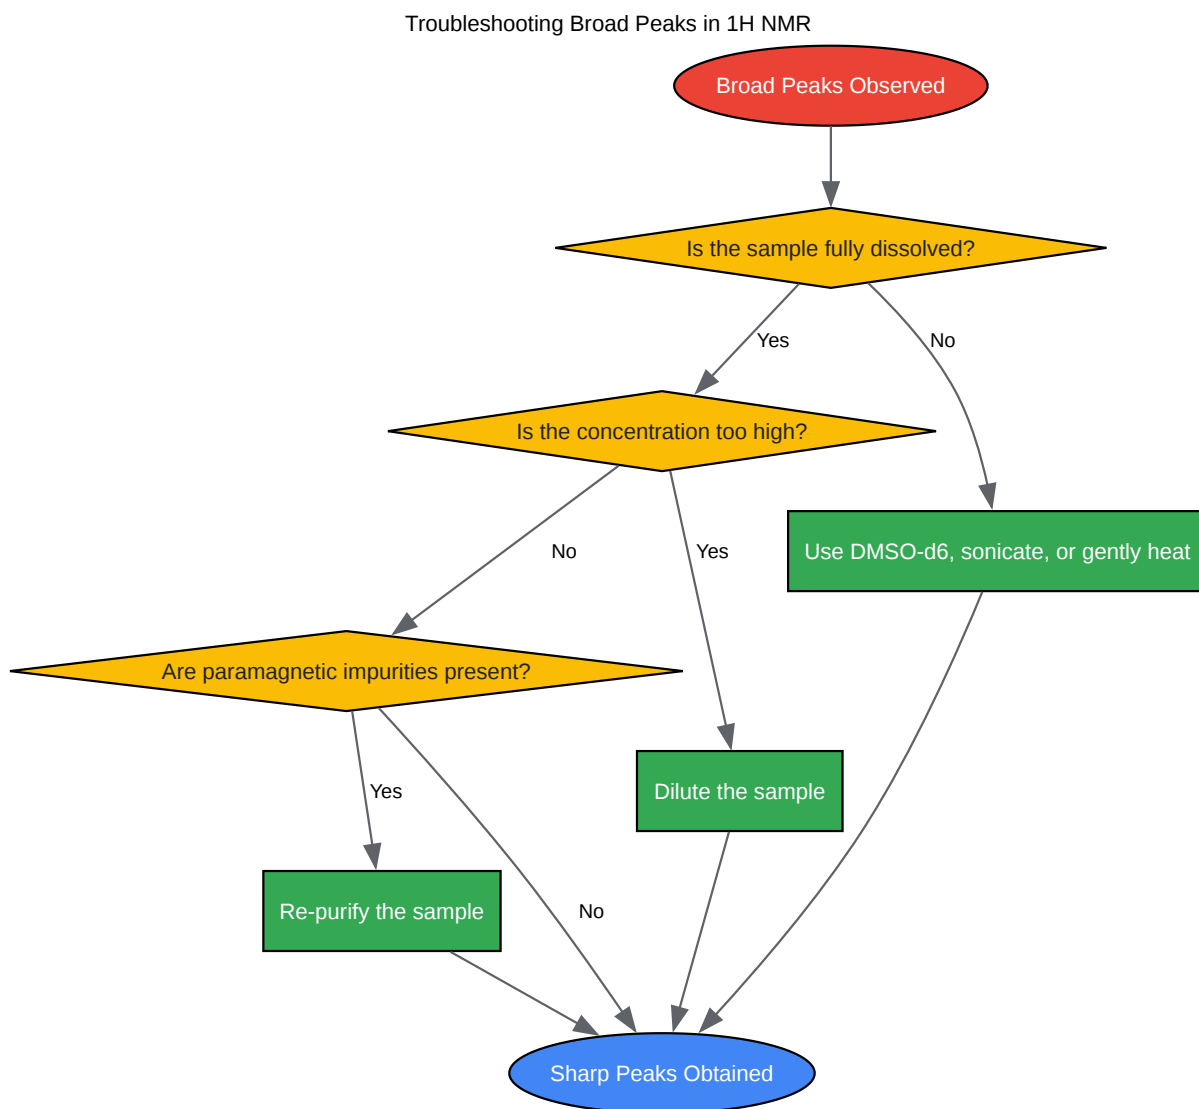 Troubleshooting Broad Peaks in 1H NMR
Broad Peaks Observed
Is the sample fully dissolved?
Yes
No
Is the concentration too high?
No
Yes
Use DMSO-d6, sonicate, or gently heat
Are paramagnetic impurities present?
Yes
Dilute the sample
Re-purify the sample
No
Sharp Peaks Obtained